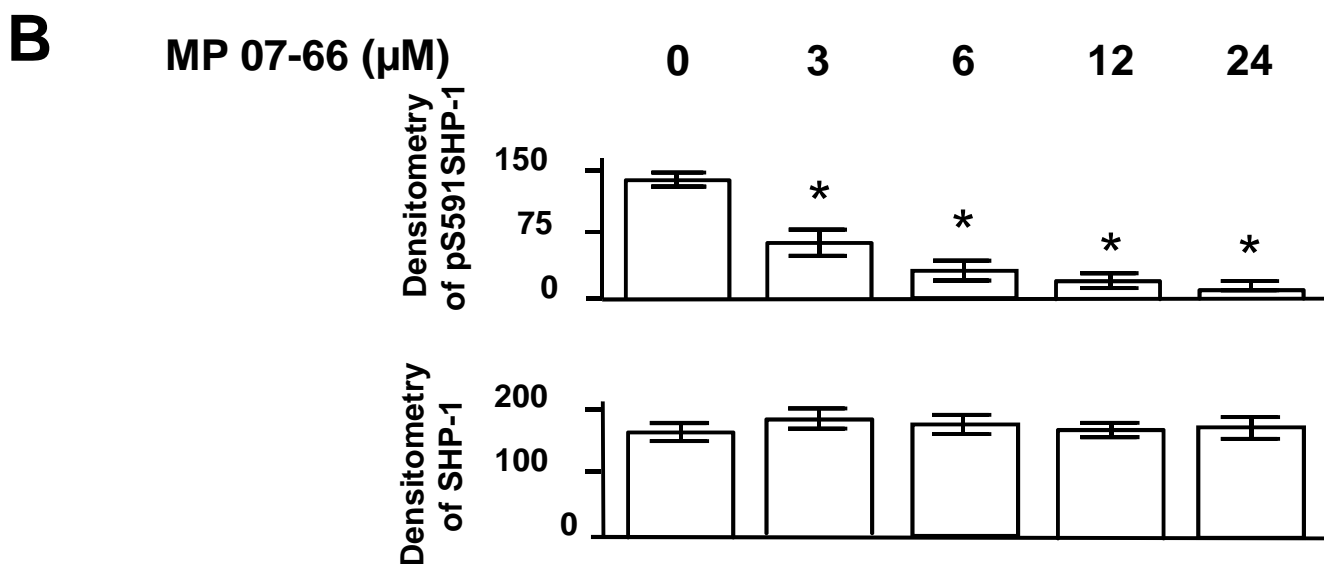 B
MP 07-66 (µM) 0 3 6 12 24
Densitometry
of pS591SHP-1
150
75
0
* * * *
Densitometry
of SHP-1
200
100
0